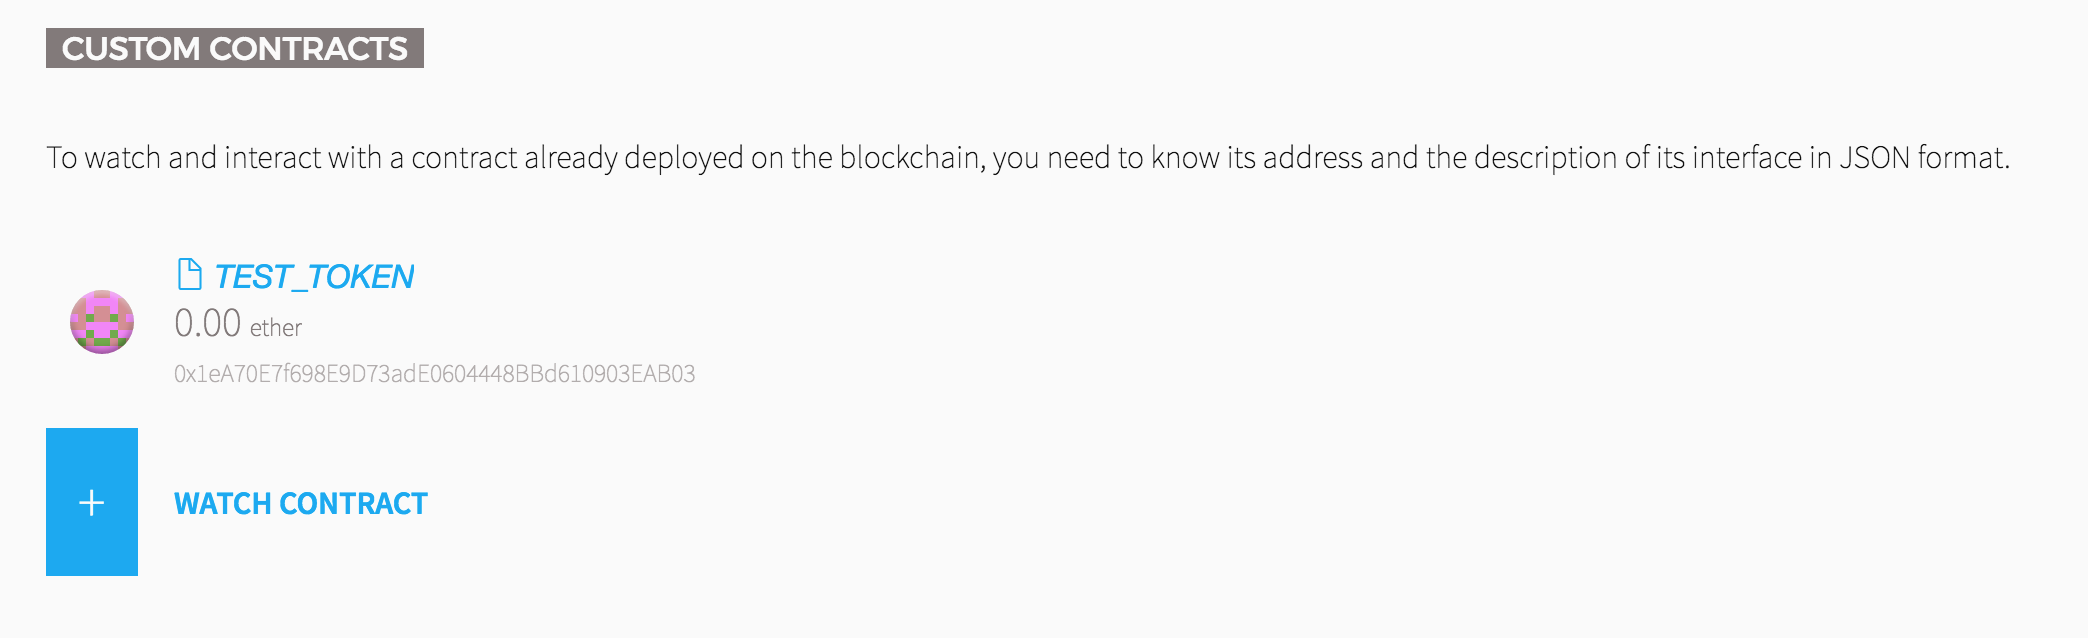 CUSTOM CONTRACTS
To watch and interact with a contract already deployed on the blockchain, you need to know its address and the description of its interface in JSON format.
TEST_TOKEN
0.00 ether
0x1eA70E7f698E9D73adE0604448BBd610903EAB03
WATCH CONTRACT